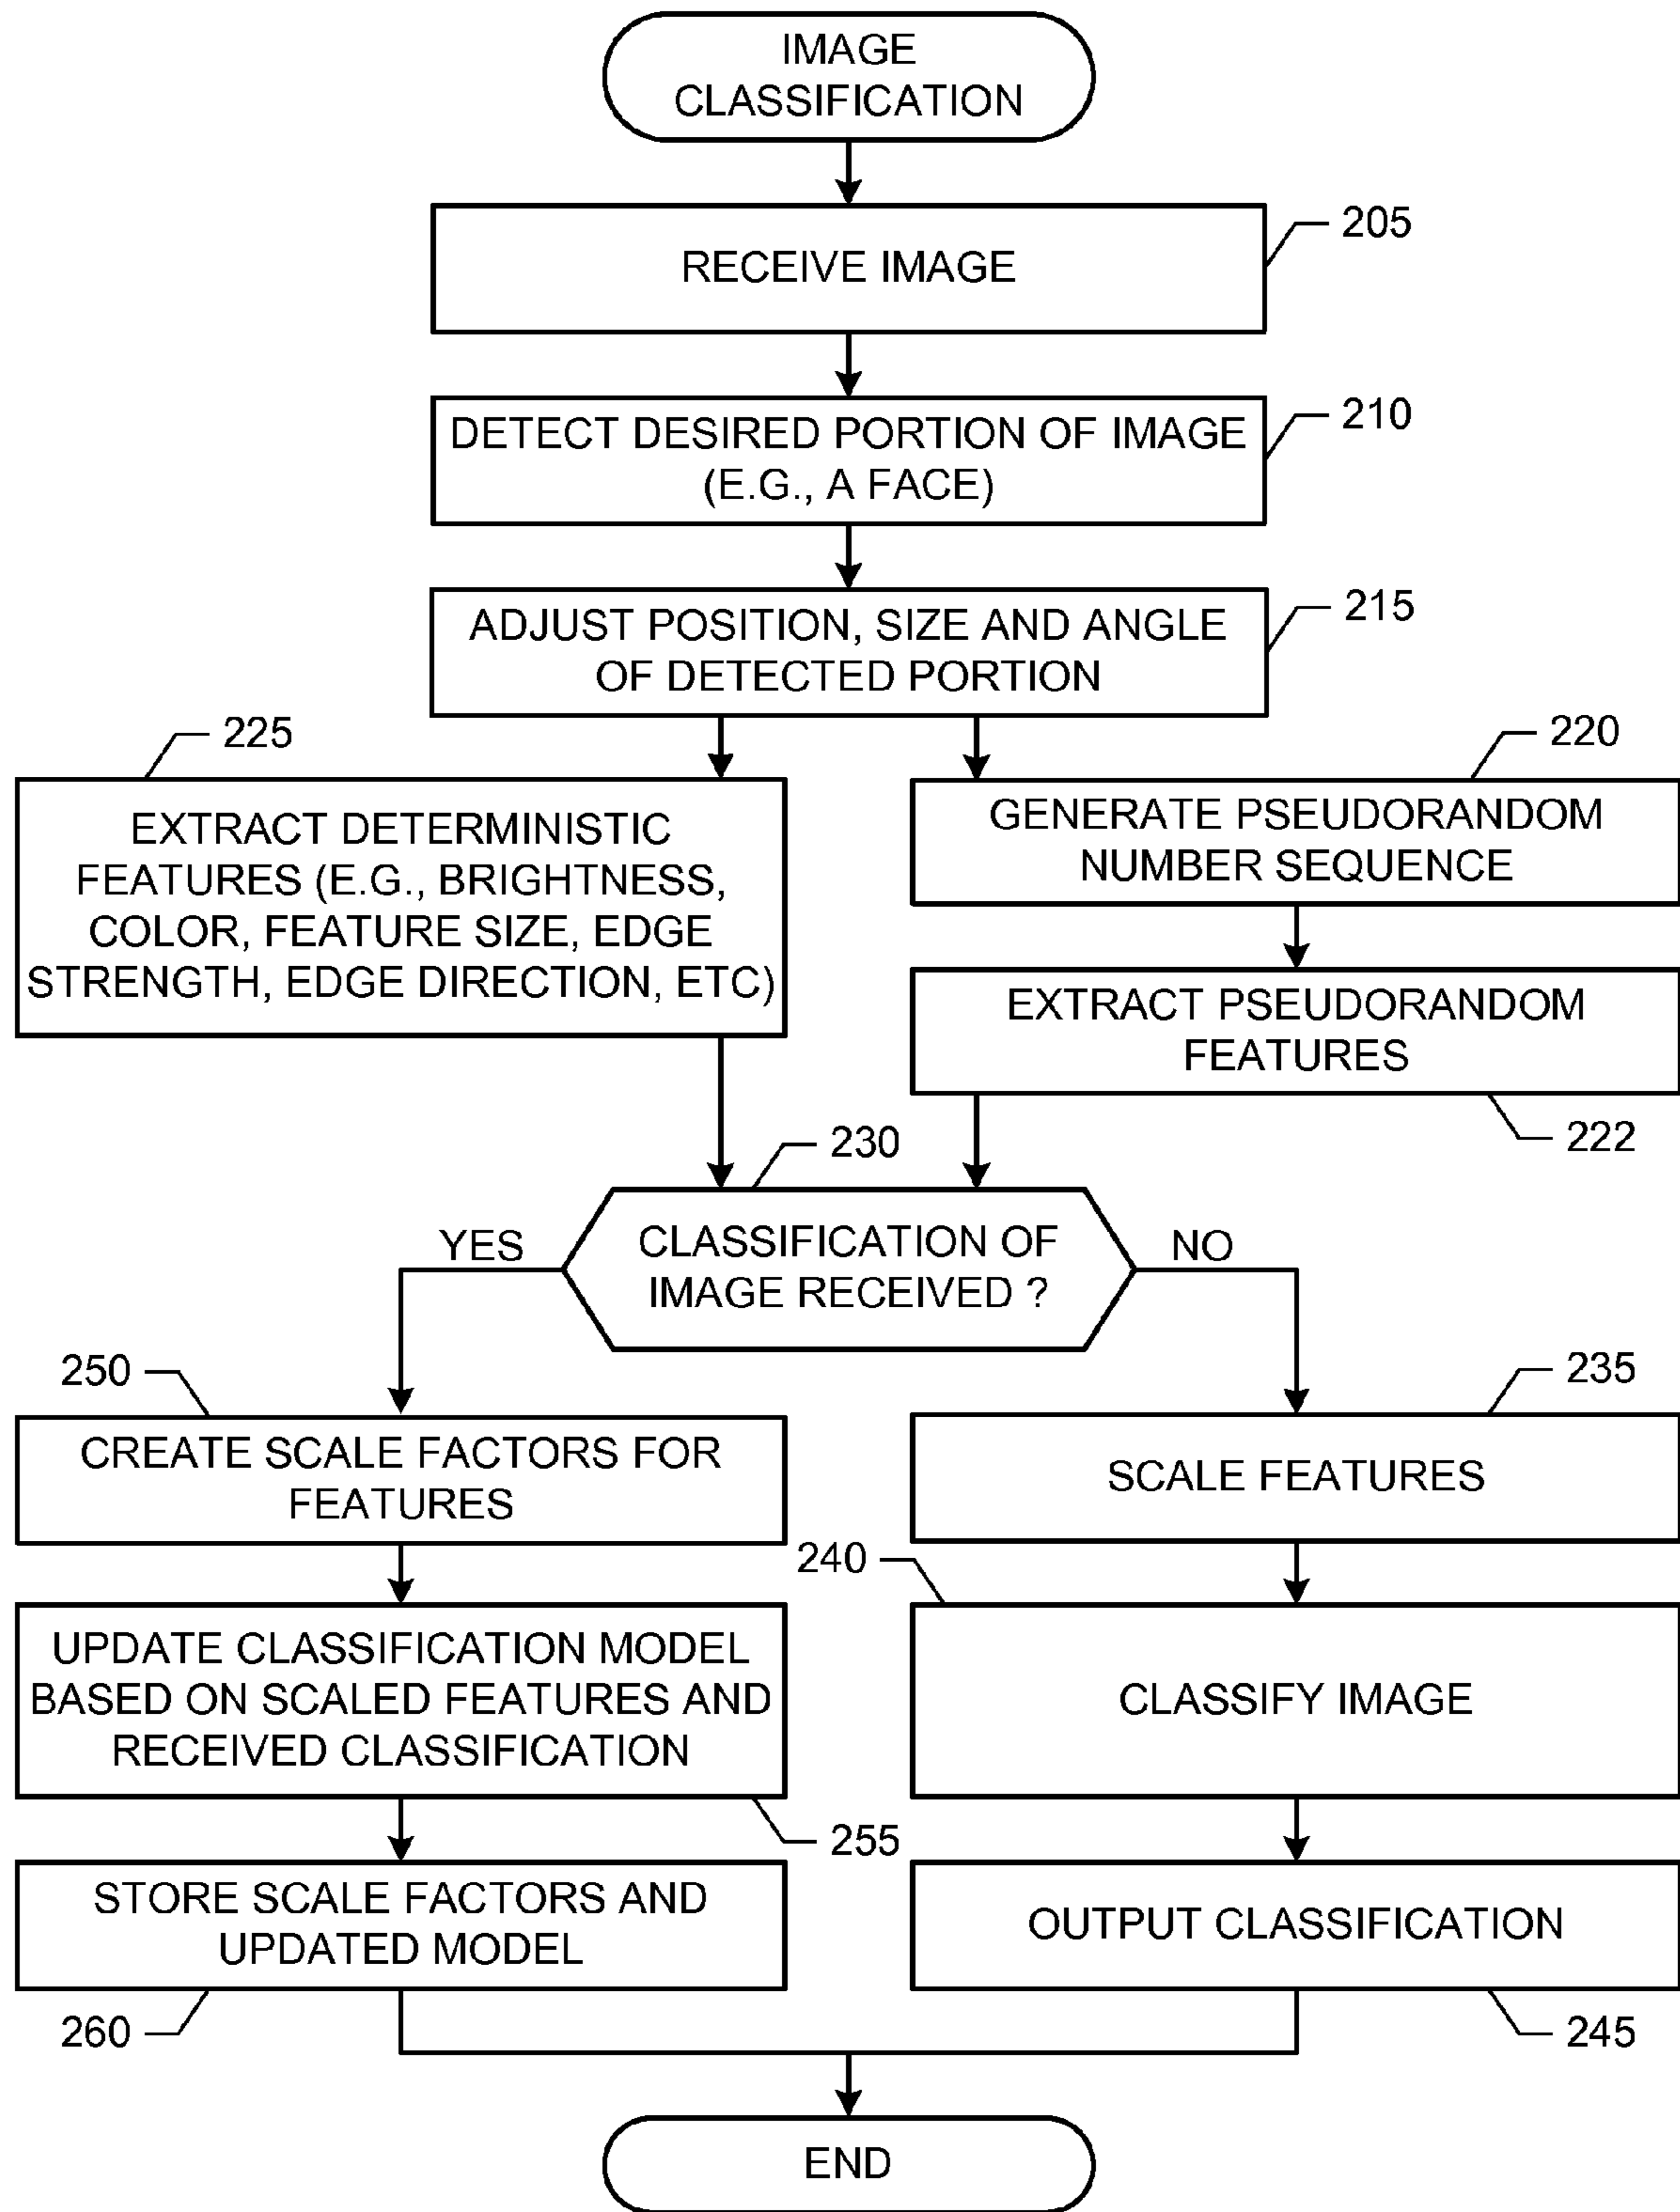 IMAGE
CLASSIFICATION
205
RECEIVE IMAGE
210
DETECT DESIRED PORTION OF IMAGE
(E.G., A FACE)
215
ADJUST POSITION, SIZE AND ANGLE
OF DETECTED PORTION
225
EXTRACT DETERMINISTIC
FEATURES (E.G., BRIGHTNESS,
COLOR, FEATURE SIZE, EDGE
STRENGTH, EDGE DIRECTION, ETC)
220
GENERATE PSEUDORANDOM
NUMBER SEQUENCE
EXTRACT PSEUDORANDOM
FEATURES
222
230
CLASSIFICATION OF
IMAGE RECEIVED ?
YES
NO
250
CREATE SCALE FACTORS FOR
FEATURES
UPDATE CLASSIFICATION MODEL
BASED ON SCALED FEATURES AND
RECEIVED CLASSIFICATION
255
STORE SCALE FACTORS AND
UPDATED MODEL
260
235
SCALE FEATURES
240
CLASSIFY IMAGE
OUTPUT CLASSIFICATION
245
END